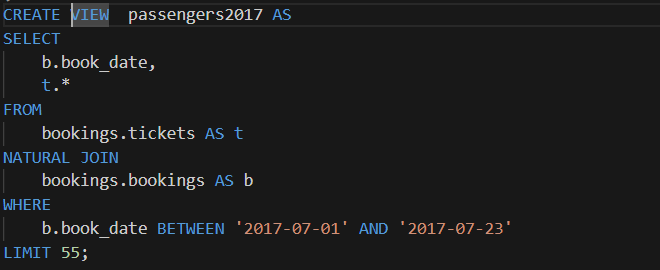 CREATE VIEW  passengers2017 AS
SELECT
    b.book_date,
    t.*
FROM
    bookings.tickets AS t
NATURAL JOIN
    bookings.bookings AS b
WHERE
    b.book_date BETWEEN '2017-07-01' AND '2017-07-23'
LIMIT 55;